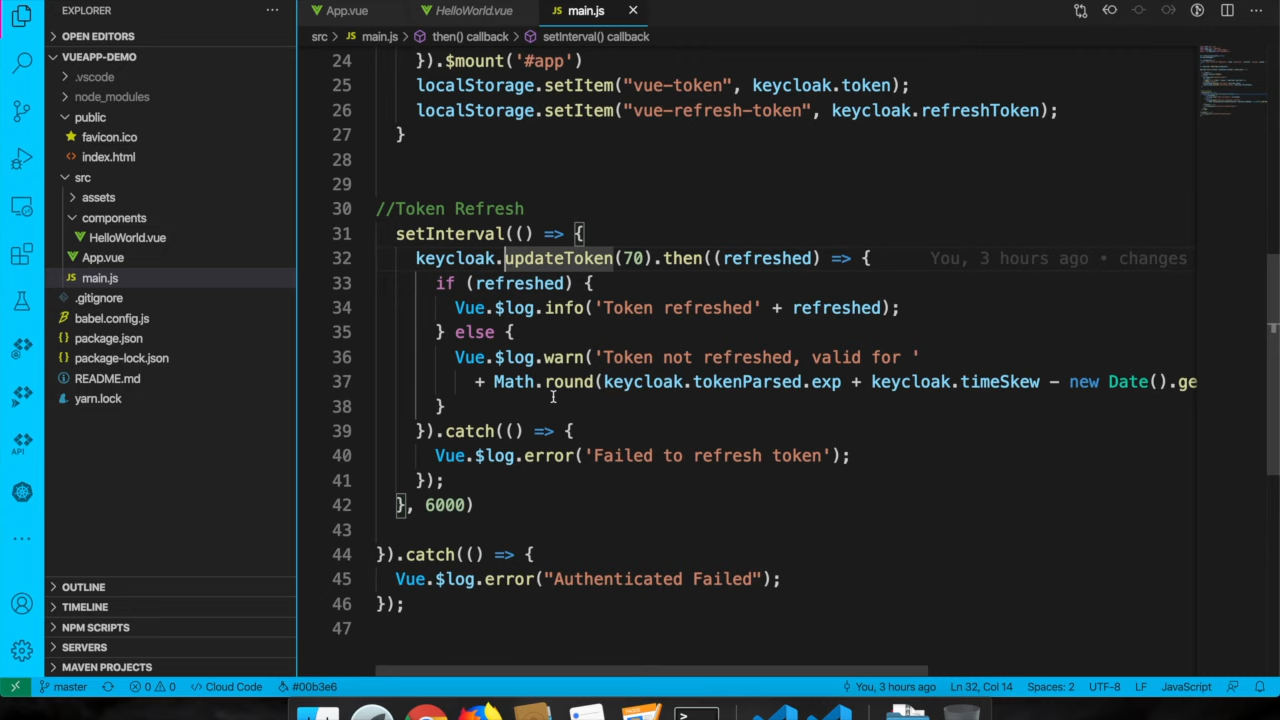 EXPLORER
...
App.vue
HelloWorld.vue
JS main.js
OPEN EDITORS
src > JS main.js > then() callback > setInterval() callback
VUEAPP-DEMO
.vscode
node_modules
public
favicon.ico
<> index.html
src
assets
components
HelloWorld.vue
App.vue
JS main.js
.gitignore
babel.config.js
{} package.json
{} package-lock.json
README.md
yarn.lock
OUTLINE
TIMELINE
NPM SCRIPTS
SERVERS
MAVEN PROJECTS
API
24 }).$mount('#app')
25 localStorage.setItem("vue-token", keycloak.token);
26 localStorage.setItem("vue-refresh-token", keycloak.refreshToken);
27 }
28
29
30 //Token Refresh
31 setInterval(() => {
32 keycloak.updateToken(70).then((refreshed) => { You, 3 hours ago • changes
33 if (refreshed) {
34 Vue.$log.info('Token refreshed' + refreshed);
35 } else {
36 Vue.$log.warn('Token not refreshed, valid for '
37 + Math.round(keycloak.tokenParsed.exp + keycloak.timeSkew - new Date().ge
38 }
39 }).catch(() => {
40 Vue.$log.error('Failed to refresh token');
41 });
42 }, 6000)
43
44 }).catch(() => {
45 Vue.$log.error("Authenticated Failed");
46 });
47
master 0 0 </> Cloud Code #00b3e6 You, 3 hours ago Ln 32, Col 14 Spaces: 2 UTF-8 LF JavaScript